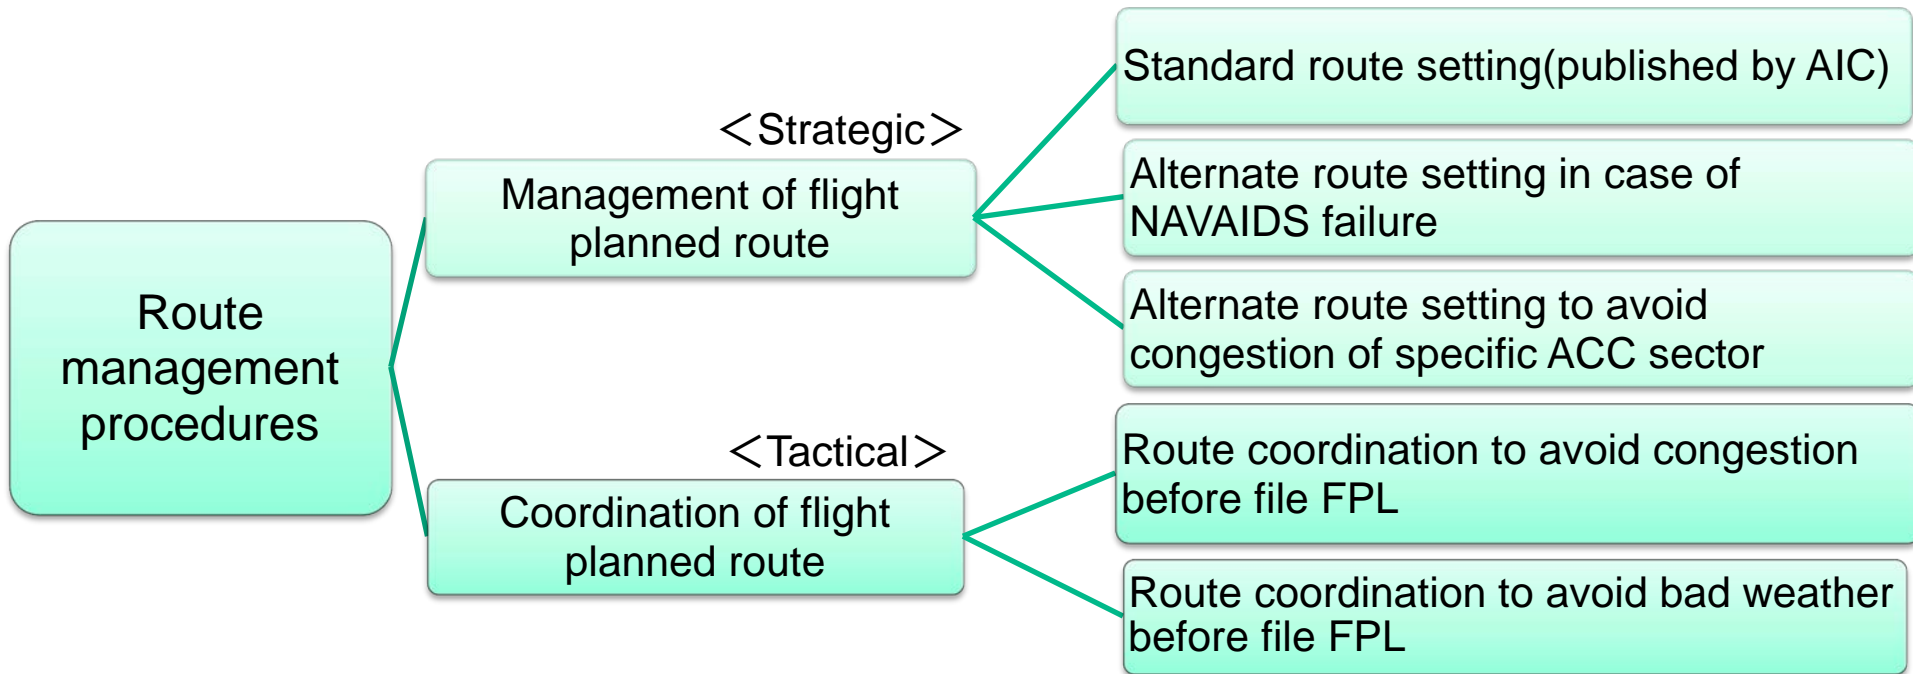 Route
management
procedures
＜Strategic＞
Management of flight
planned route
Standard route setting(published by AIC)
Alternate route setting in case of
NAVAIDS failure
Alternate route setting to avoid
congestion of specific ACC sector
＜Tactical＞
Coordination of flight
planned route
Route coordination to avoid congestion
before file FPL
Route coordination to avoid bad weather
before file FPL